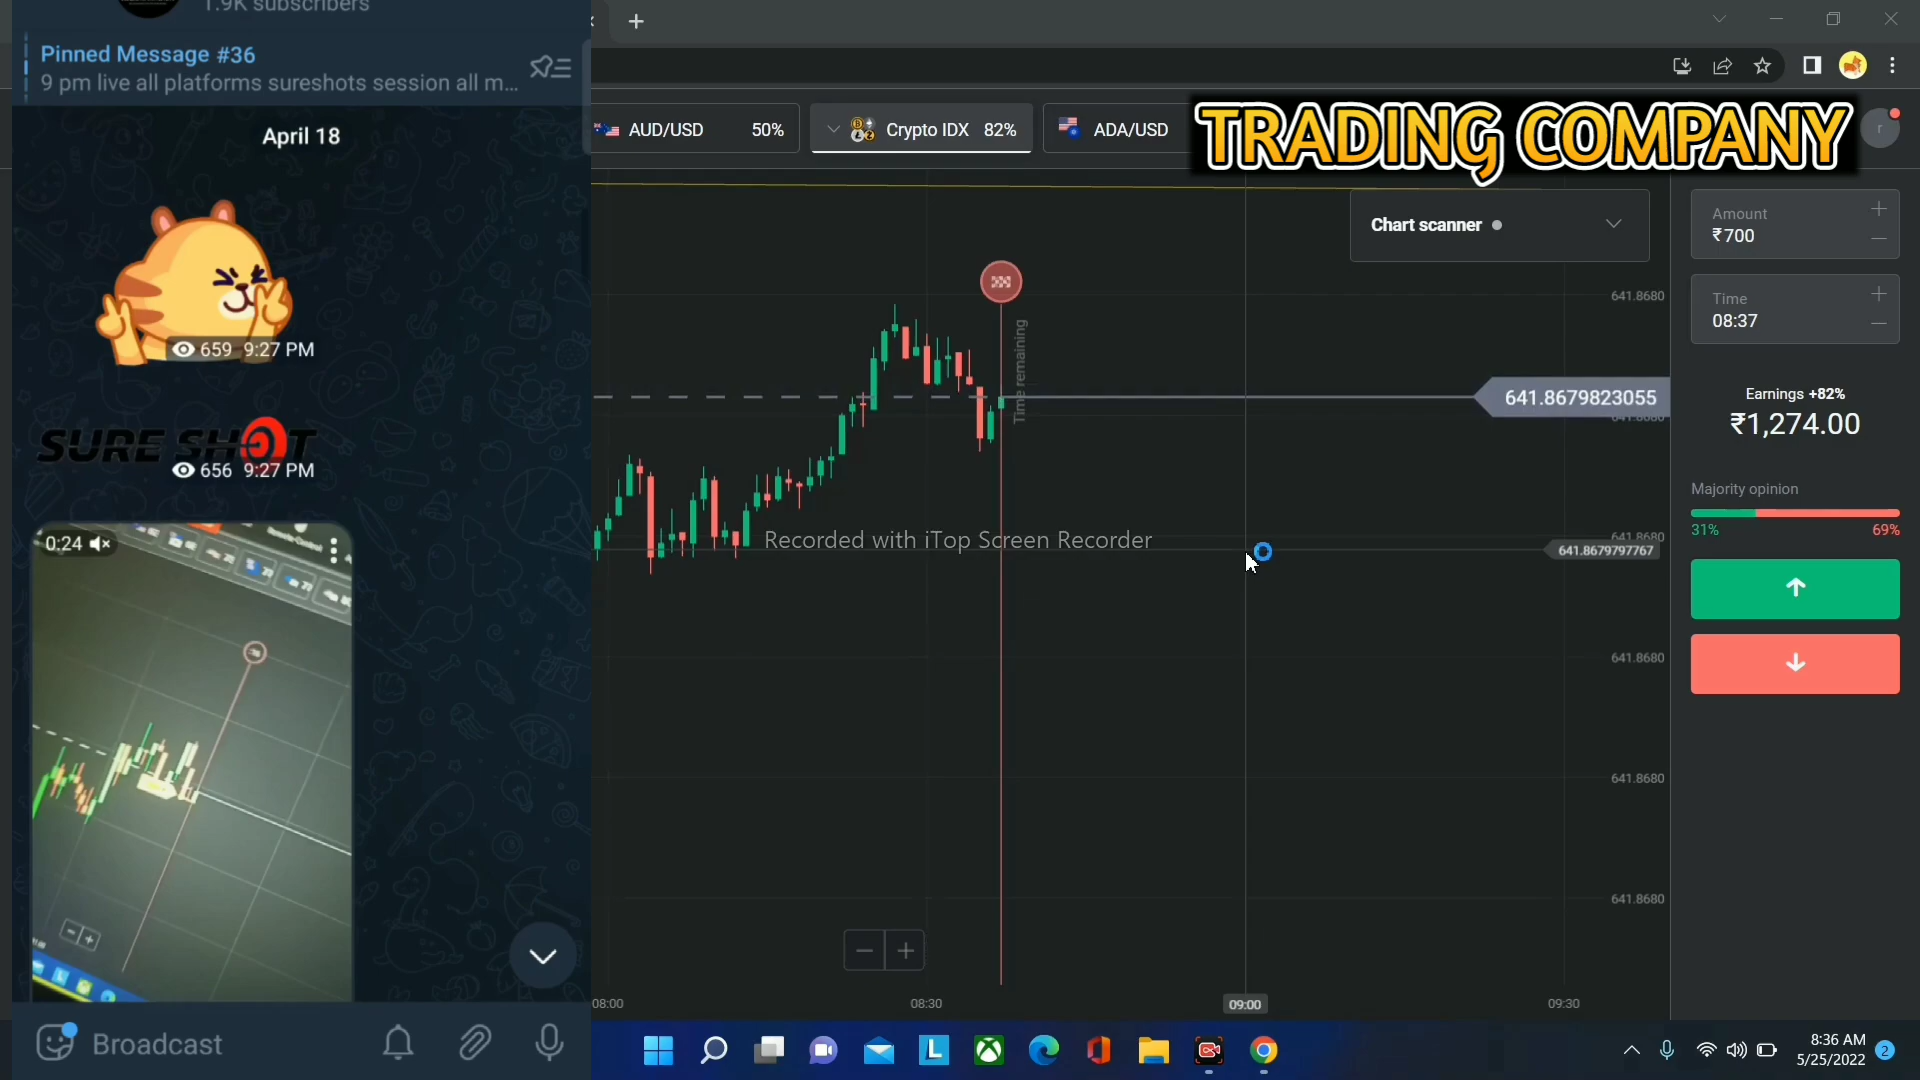 1.9K subscribers
Pinned Message #36
9 pm live all platforms sureshots session all m...
April 18
659 9:27 PM
SURE SHOT
656 9:27 PM
0:24
Broadcast
AUD/USD 50%
Crypto IDX 82%
ADA/USD
TRADING COMPANY
r
Chart scanner
Time remaining
641.8680
641.8679823055
641.8680
641.8680
641.8679797767
641.8680
641.8680
641.8680
Recorded with iTop Screen Recorder
08:00
08:30
09:00
09:30
Amount
₹700
Time
08:37
Earnings +82%
₹1,274.00
Majority opinion
31% 69%
8:36 AM
5/25/2022
2